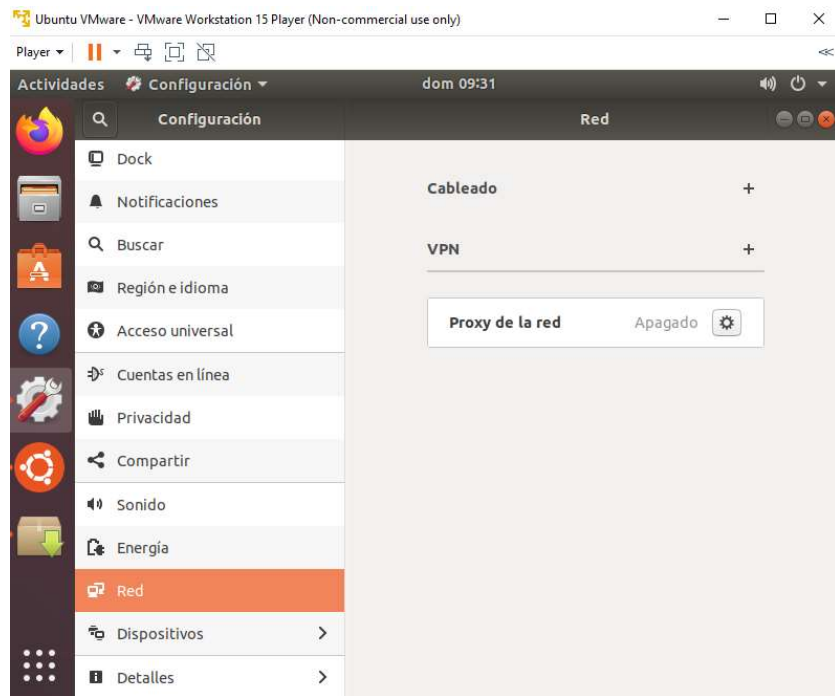 Ubuntu VMware - VMware Workstation 15 Player (Non-commercial use only)
Player
Actividades Configuración dom 09:31
Configuración Red
Dock
Notificaciones
Buscar
Región e idioma
Acceso universal
Cuentas en línea
Privacidad
Compartir
Sonido
Energía
Red
Dispositivos
Detalles
Cableado
VPN
Proxy de la red Apagado